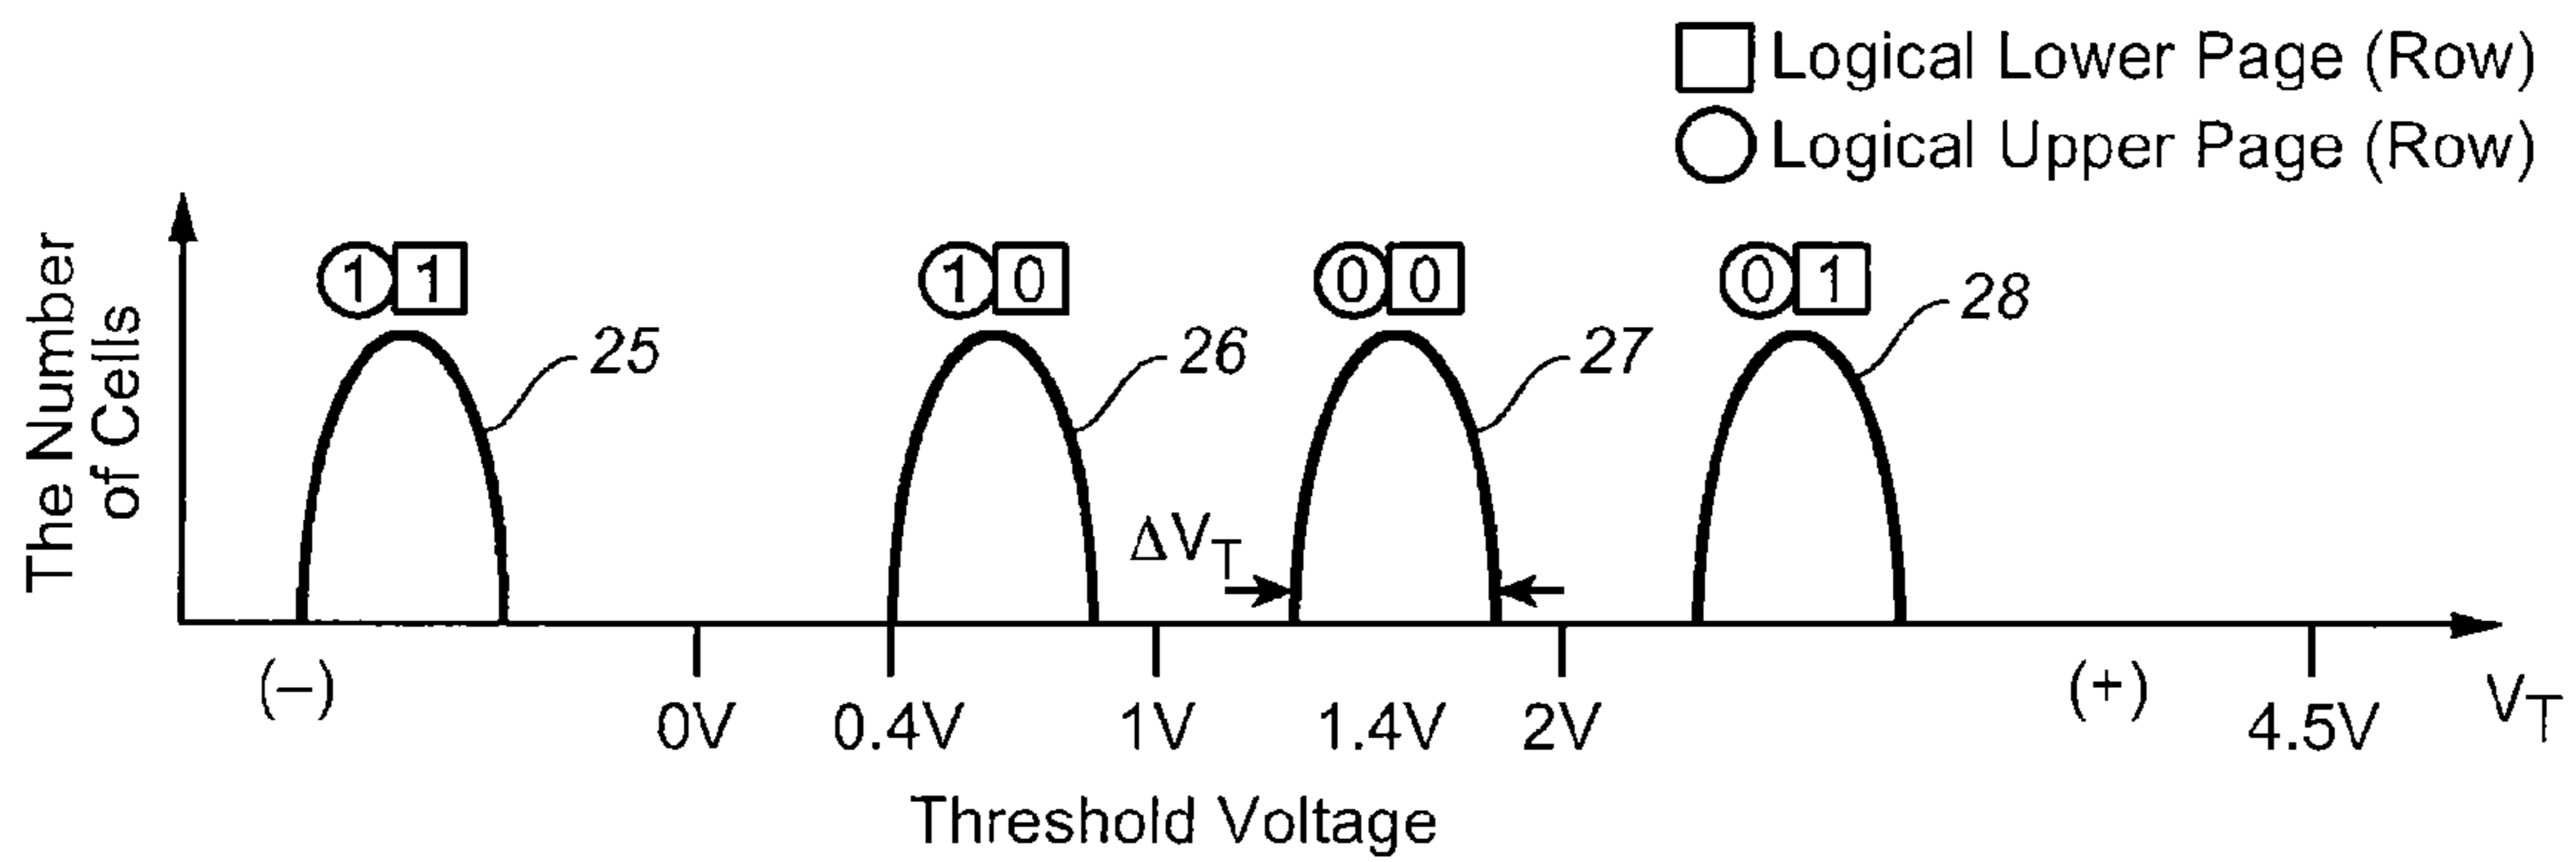 Logical Lower Page (Row)
Logical Upper Page (Row)
The Number
of Cells
1 1
1 0
0 0
0 1
25
26
27
28
ΔVT
(–)
0V
0.4V
1V
1.4V
2V
(+)
4.5V
VT
Threshold Voltage